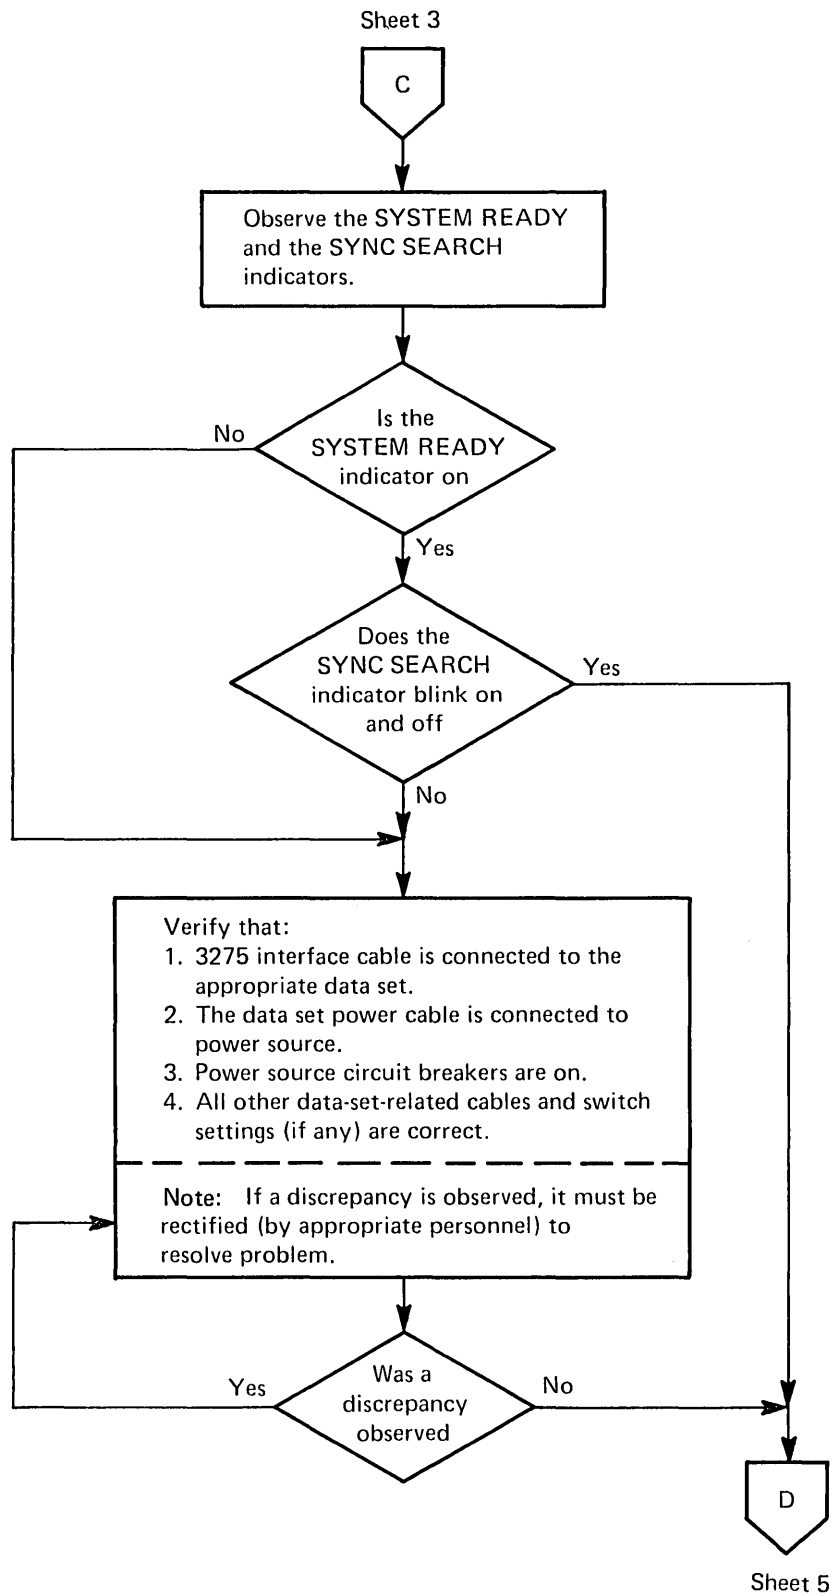 Sheet 3
C
Observe the SYSTEM READY
and the SYNC SEARCH
indicators.
Is the
SYSTEM READY
indicator on
No
Yes
Does the
SYNC SEARCH
indicator blink on
and off
Yes
No
Verify that:
1. 3275 interface cable is connected to the
appropriate data set.
2. The data set power cable is connected to
power source.
3. Power source circuit breakers are on.
4. All other data-set-related cables and switch
settings (if any) are correct.
Note: If a discrepancy is observed, it must be
rectified (by appropriate personnel) to
resolve problem.
Was a
discrepancy
observed
Yes
No
D
Sheet 5